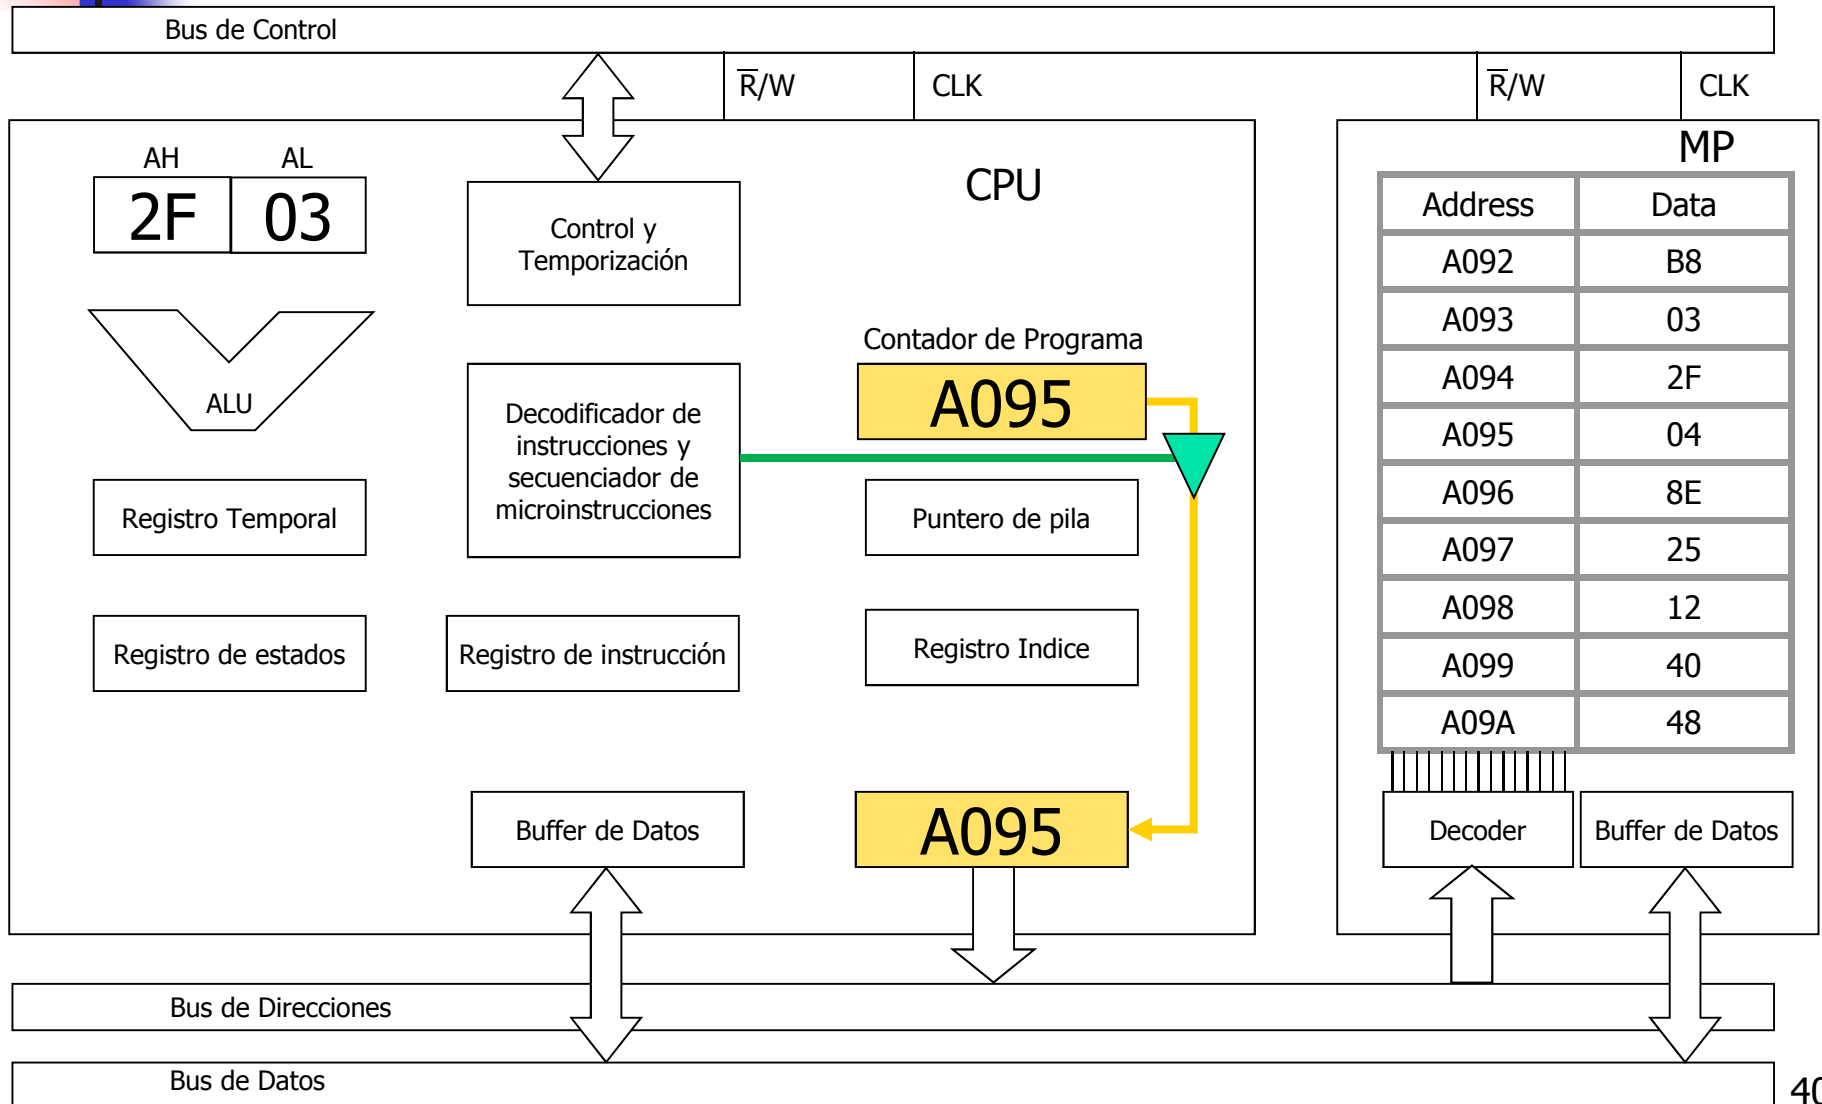 Bus de Control
R/W
CLK
R/W
CLK
AH
AL
2F
03
Control y
Temporización
CPU
MP
Address Data
A092 B8
A093 03
A094 2F
A095 04
A096 8E
A097 25
A098 12
A099 40
A09A 48
ALU
Decodificador de
instrucciones y
secuenciador de
microinstrucciones
Contador de Programa
A095
Registro Temporal
Puntero de pila
Registro de estados
Registro de instrucción
Registro Indice
Buffer de Datos
A095
Decoder
Buffer de Datos
Bus de Direcciones
Bus de Datos
40